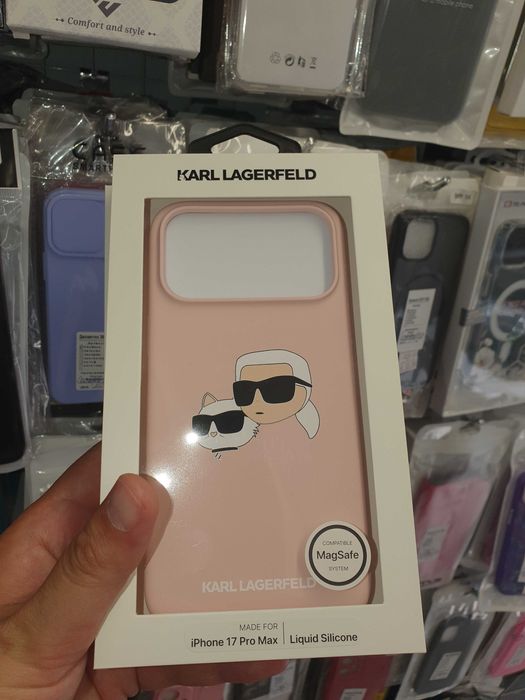 Comfort and style
KARL LAGERFELD
COMPATIBLE
MagSafe
SYSTEM
KARL LAGERFELD
MADE FOR
iPhone 17 Pro Max
Liquid Silicone